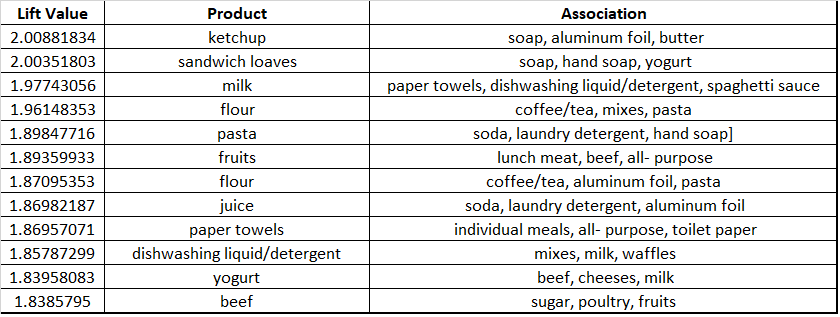 Lift Value Product Association
2.00881834 ketchup soap, aluminum foil, butter
2.00351803 sandwich loaves soap, hand soap, yogurt
1.97743056 milk paper towels, dishwashing liquid/detergent, spaghetti sauce
1.96148353 flour coffee/tea, mixes, pasta
1.89847716 pasta soda, laundry detergent, hand soap]
1.89359933 fruits lunch meat, beef, all- purpose
1.87095353 flour coffee/tea, aluminum foil, pasta
1.86982187 juice soda, laundry detergent, aluminum foil
1.86957071 paper towels individual meals, all- purpose, toilet paper
1.85787299 dishwashing liquid/detergent mixes, milk, waffles
1.83958083 yogurt beef, cheeses, milk
1.8385795 beef sugar, poultry, fruits